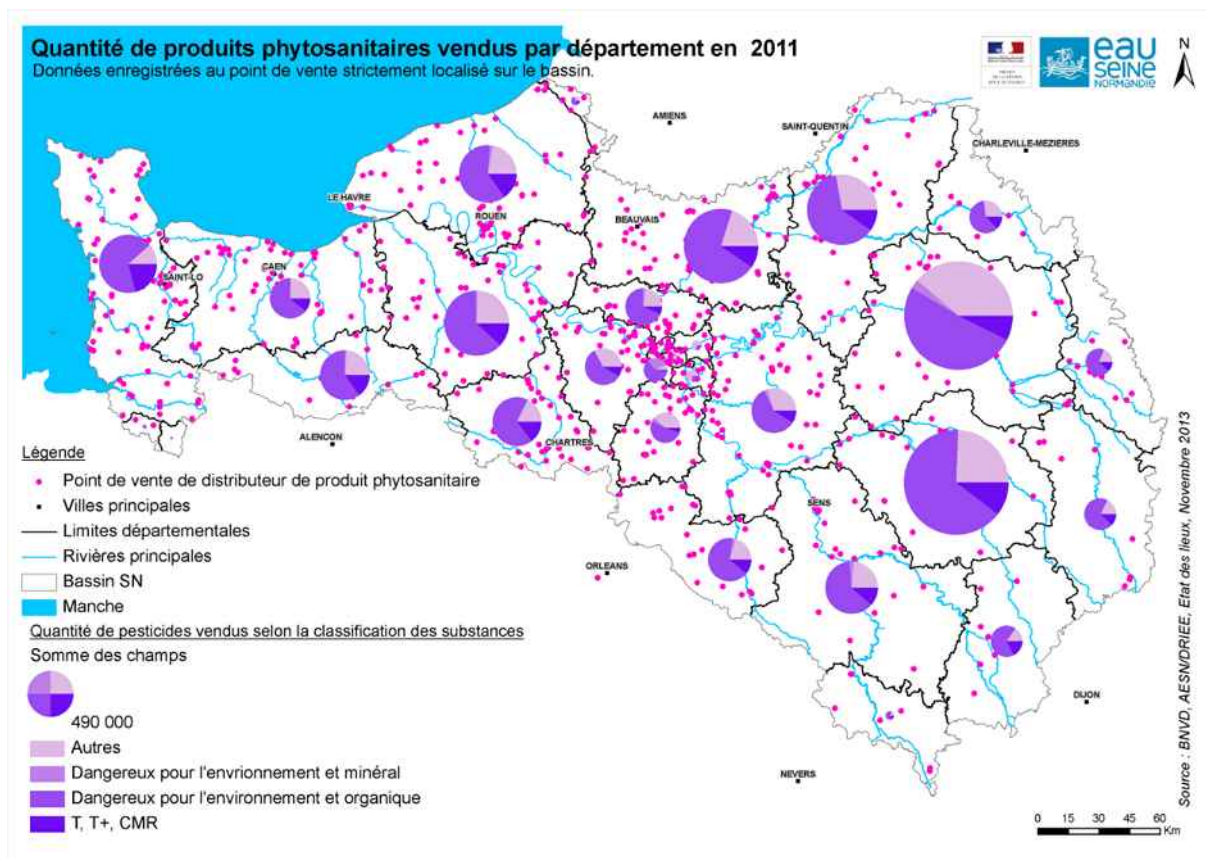 Quantité de produits phytosanitaires vendus par département en 2011
Données enregistrées au point de vente strictement localisé sur le bassin.
eau
SEINE
NORMANDIE
N
AMIENS
SAINT-QUENTIN
CHARLEVILLE-MEZIERES
LE HAVRE
ROUEN
BEAUVAIS
CAEN
SAINT-LO
ALENCON
CHARTRES
SENS
ORLEANS
DIJON
NEVERS
Légende
Point de vente de distributeur de produit phytosanitaire
Villes principales
Limites départementales
Rivières principales
Bassin SN
Manche
Quantité de pesticides vendus selon la classification des substances
Somme des champs
490 000
Autres
Dangereux pour l'envrionnement et minéral
Dangereux pour l'environnement et organique
T, T+, CMR
Source : BNVD, AESN/DRIEE, Etat des lieux, Novembre 2013
0 15 30 45 60
Km